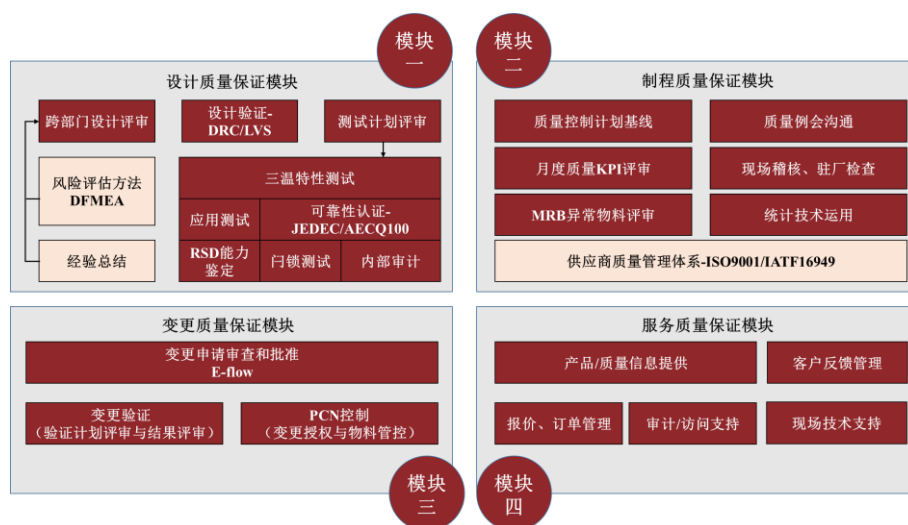 模块
一
设计质量保证模块
跨部门设计评审
设计验证-
DRC/LVS
测试计划评审
风险评估方法
DFMEA
三温特性测试
应用测试
可靠性认证-
JEDEC/AECQ100
经验总结
RSD能力
鉴定
闩锁测试
内部审计
模块
二
制程质量保证模块
质量控制计划基线
质量例会沟通
月度质量KPI评审
现场稽核、驻厂检查
MRB异常物料评审
统计技术运用
供应商质量管理体系-ISO9001/IATF16949
变更质量保证模块
变更申请审查和批准
E-flow
变更验证
（验证计划评审与结果评审）
PCN控制
（变更授权与物料管控）
模块
三
服务质量保证模块
产品/质量信息提供
客户反馈管理
报价、订单管理
审计/访问支持
现场技术支持
模块
四